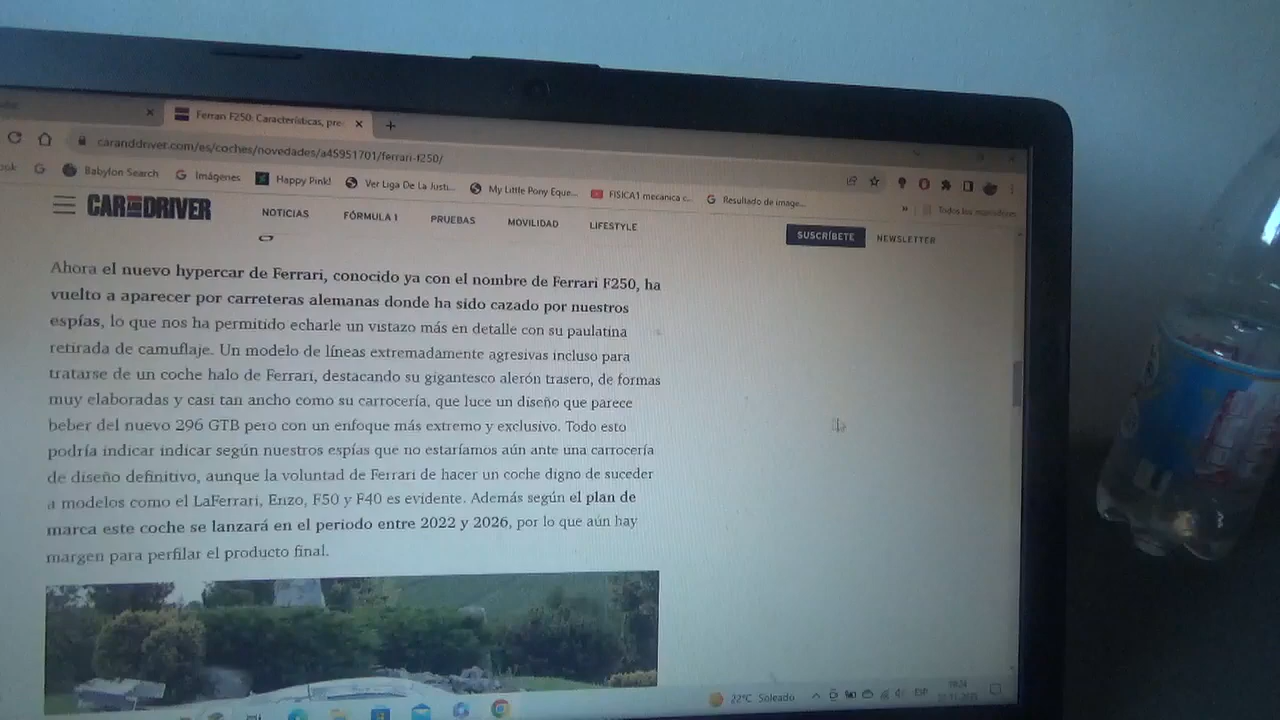 Ferrari F250: Características, pre
caranddriver.com/es/coches/novedades/a45951701/ferrari-f250/
ook
Babylon Search
Imágenes
Happy Pink!
Ver Liga De La Justi...
My Little Pony Eque...
FISICA1 mecanica c...
Resultado de image...
»
Todos los marcadores
CAR AND DRIVER
NOTICIAS
FÓRMULA 1
PRUEBAS
MOVILIDAD
LIFESTYLE
SUSCRÍBETE
NEWSLETTER
Ahora el nuevo hypercar de Ferrari, conocido ya con el nombre de Ferrari F250, ha
vuelto a aparecer por carreteras alemanas donde ha sido cazado por nuestros
espías, lo que nos ha permitido echarle un vistazo más en detalle con su paulatina
retirada de camuflaje. Un modelo de líneas extremadamente agresivas incluso para
tratarse de un coche halo de Ferrari, destacando su gigantesco alerón trasero, de formas
muy elaboradas y casi tan ancho como su carrocería, que luce un diseño que parece
beber del nuevo 296 GTB pero con un enfoque más extremo y exclusivo. Todo esto
podría indicar indicar según nuestros espías que no estaríamos aún ante una carrocería
de diseño definitivo, aunque la voluntad de Ferrari de hacer un coche digno de suceder
a modelos como el LaFerrari, Enzo, F50 y F40 es evidente. Además según el plan de
marca este coche se lanzará en el periodo entre 2022 y 2026, por lo que aún hay
margen para perfilar el producto final.
22°C Soleado
ESP